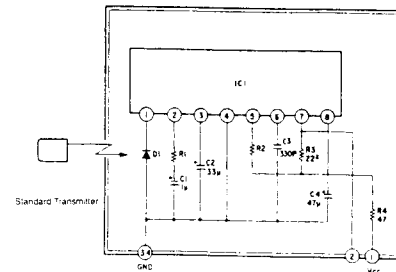 IC1
1 2 3 4 5 6 7 8
D1
R1
C1
1μ
C2
33μ
R2
C3
330P
R3
C4
47μ
R4
47
Standard Transmitter
3.4
GND
2
1
Vcc